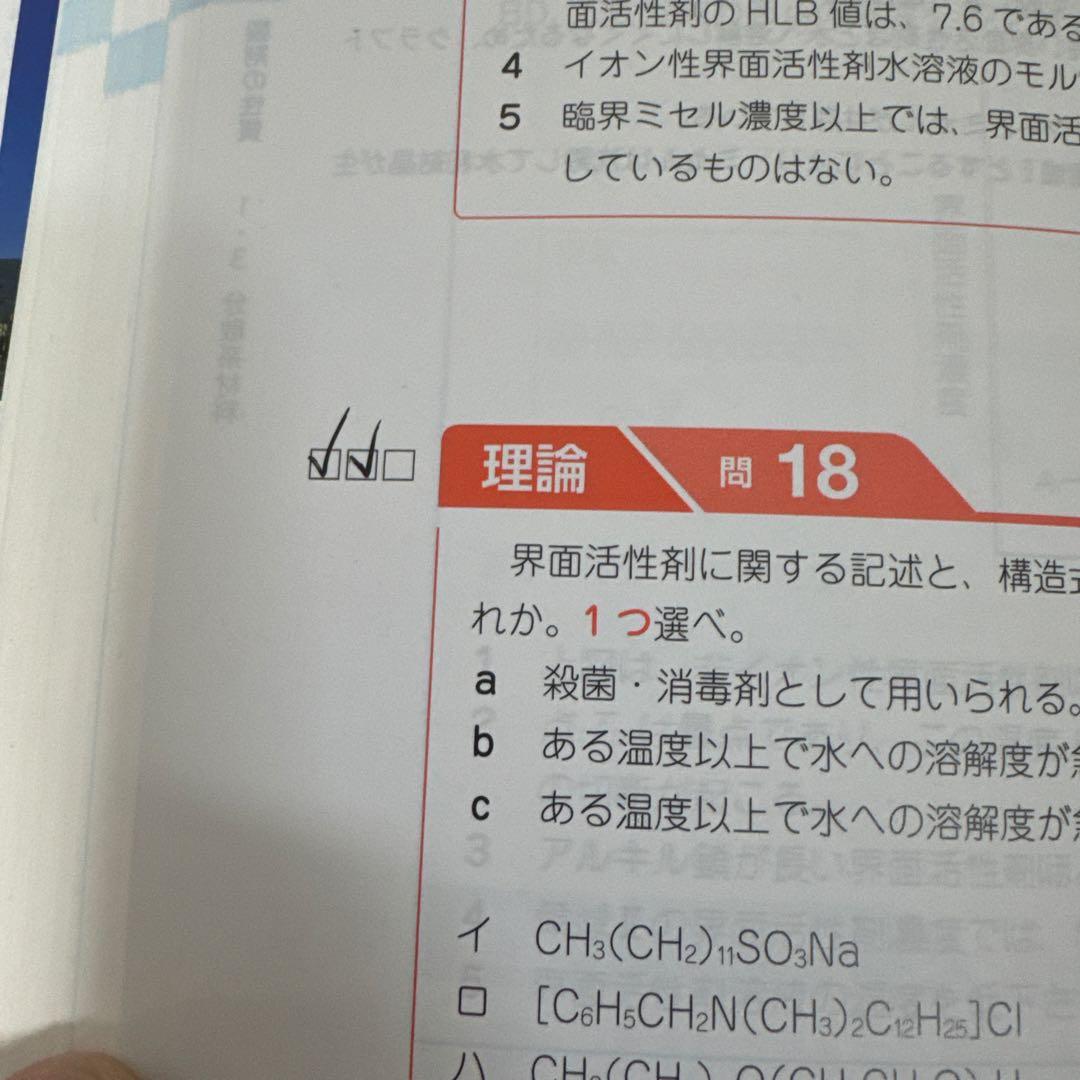 面活性剤の HLB 値は、7.6 である
4 イオン性界面活性剤水溶液のモル
5 臨界ミセル濃度以上では、界面活
しているものはない。
理論 問 18
界面活性剤に関する記述と、構造式
れか。1つ選べ。
a 殺菌・消毒剤として用いられる。
b ある温度以上で水への溶解度が急
c ある温度以上で水への溶解度が急
イ CH₃(CH₂)₁₁SO₃Na
ロ [C₆H₅CH₂N(CH₃)₂C₁₂H₂₅]Cl
ハ